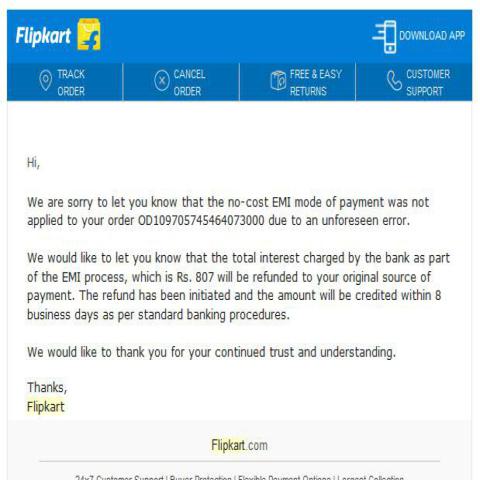 Flipkart
DOWNLOAD APP
TRACK ORDER
CANCEL ORDER
FREE & EASY RETURNS
CUSTOMER SUPPORT
Hi,
We are sorry to let you know that the no-cost EMI mode of payment was not
applied to your order OD109705745464073000 due to an unforeseen error.
We would like to let you know that the total interest charged by the bank as part
of the EMI process, which is Rs. 807 will be refunded to your original source of
payment. The refund has been initiated and the amount will be credited within 8
business days as per standard banking procedures.
We would like to thank you for your continued trust and understanding.
Thanks,
Flipkart
Flipkart.com
24x7 Customer Support | Buyer Protection | Flexible Payment Options | Largest Collection